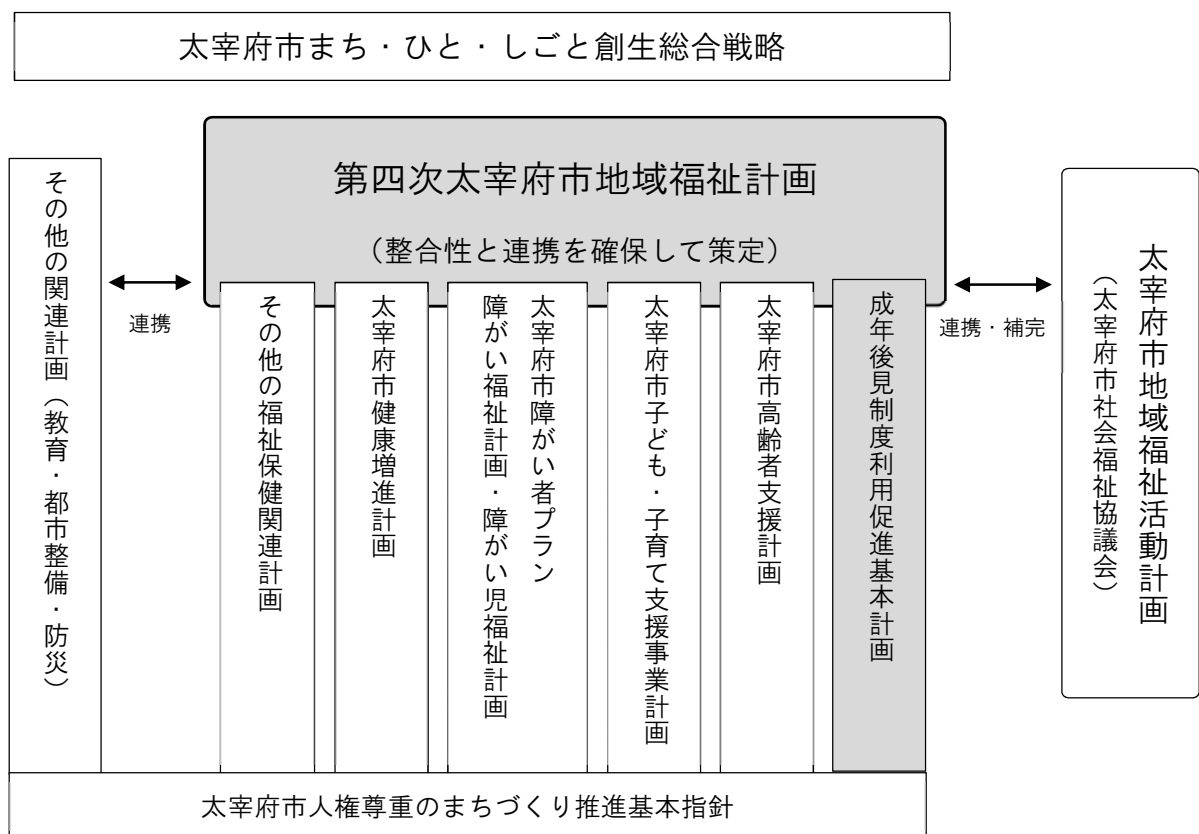 太宰府市まち・ひと・しごと創生総合戦略
第四次太宰府市地域福祉計画
（整合性と連携を確保して策定）
その他の関連計画（教育・都市整備・防災）
連携
その他の福祉保健関連計画
太宰府市健康増進計画
太宰府市障がい者プラン
障がい福祉計画・障がい児福祉計画
太宰府市子ども・子育て支援事業計画
太宰府市高齢者支援計画
成年後見制度利用促進基本計画
連携・補完
太宰府市地域福祉活動計画
（太宰府市社会福祉協議会）
太宰府市人権尊重のまちづくり推進基本指針